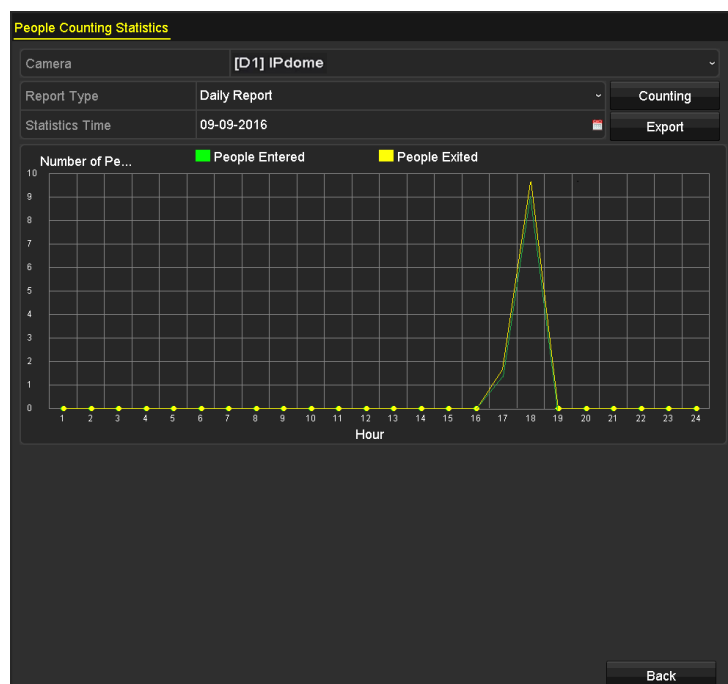 People Counting Statistics
Camera [D1] IPdome
Report Type Daily Report Counting
Statistics Time 09-09-2016 Export
Number of Pe... People Entered People Exited
10
9
8
7
6
5
4
3
2
1
0
1 2 3 4 5 6 7 8 9 10 11 12 13 14 15 16 17 18 19 20 21 22 23 24
Hour
Back